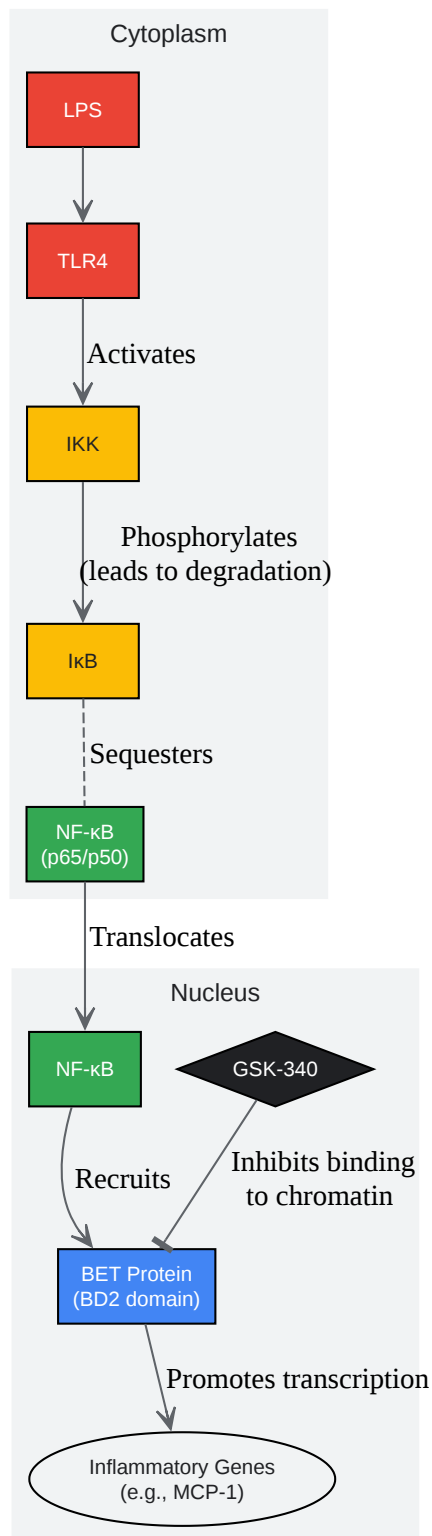 Cytoplasm
LPS
TLR4
Activates
IKK
Phosphorylates
(leads to degradation)
IκB
Sequesters
NF-κB
(p65/p50)
Translocates
Nucleus
NF-κB
GSK-340
Recruits
Inhibits binding
to chromatin
BET Protein
(BD2 domain)
Promotes transcription
Inflammatory Genes
(e.g., MCP-1)